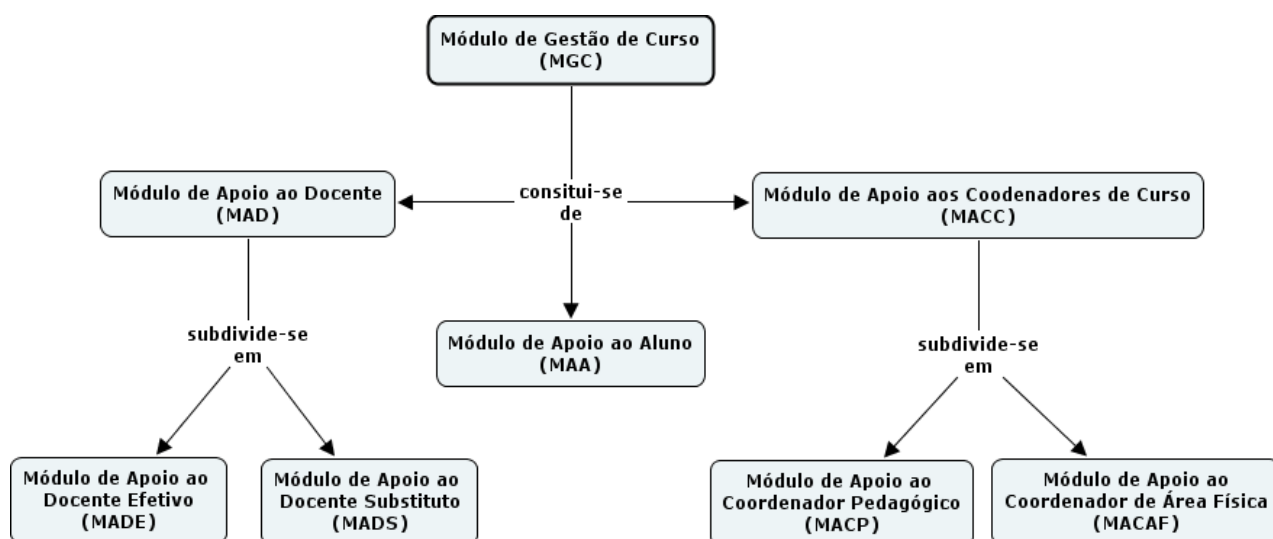 Módulo de Gestão de Curso
(MGC)
Módulo de Apoio ao Docente
(MAD)
consitui-se
de
Módulo de Apoio aos Coodenadores de Curso
(MACC)
subdivide-se
em
Módulo de Apoio ao Aluno
(MAA)
subdivide-se
em
Módulo de Apoio ao
Docente Efetivo
(MADE)
Módulo de Apoio ao
Docente Substituto
(MADS)
Módulo de Apoio ao
Coordenador Pedagógico
(MACP)
Módulo de Apoio ao
Coordenador de Área Física
(MACAF)